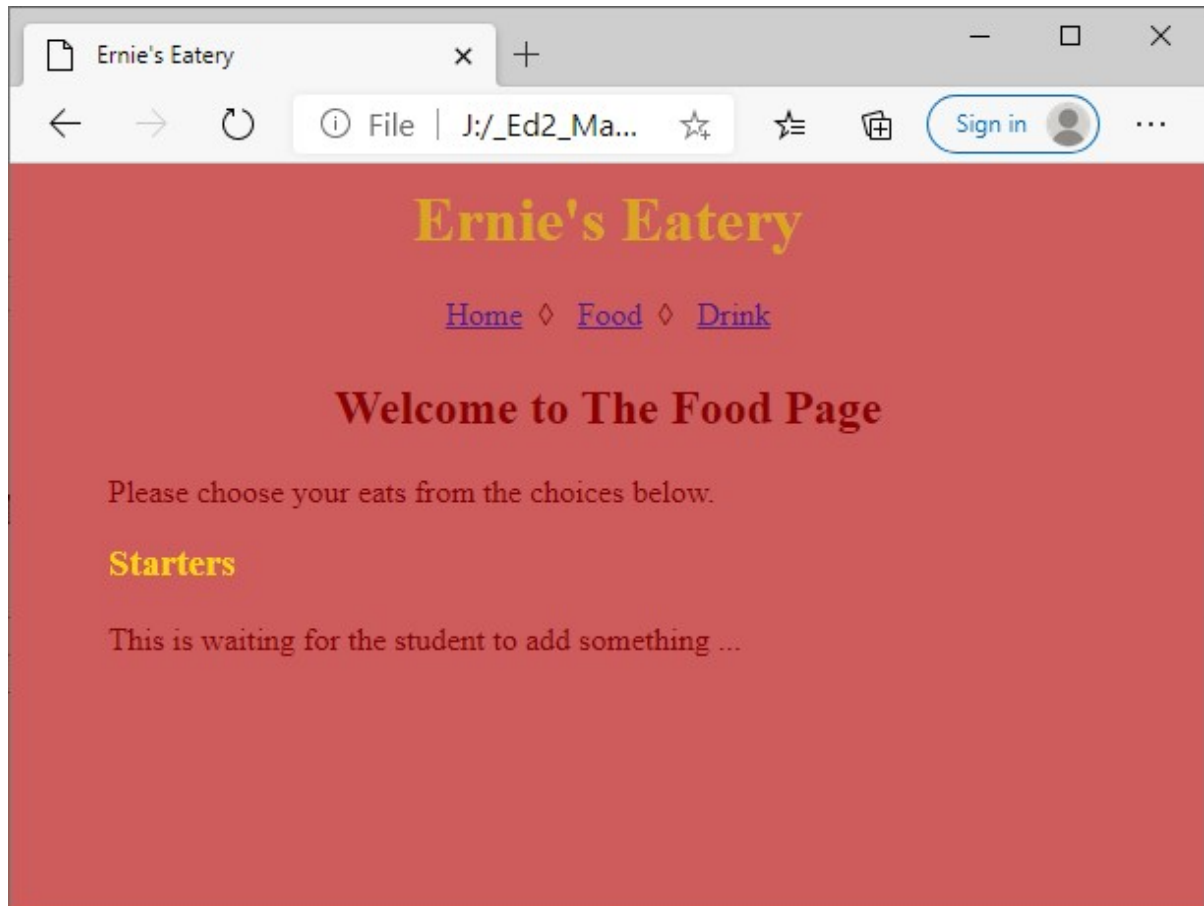 Ernie's Eatery
File | J:/_Ed2_Ma... Sign in
Ernie's Eatery
Home ◊ Food ◊ Drink
Welcome to The Food Page
Please choose your eats from the choices below.
Starters
This is waiting for the student to add something ...